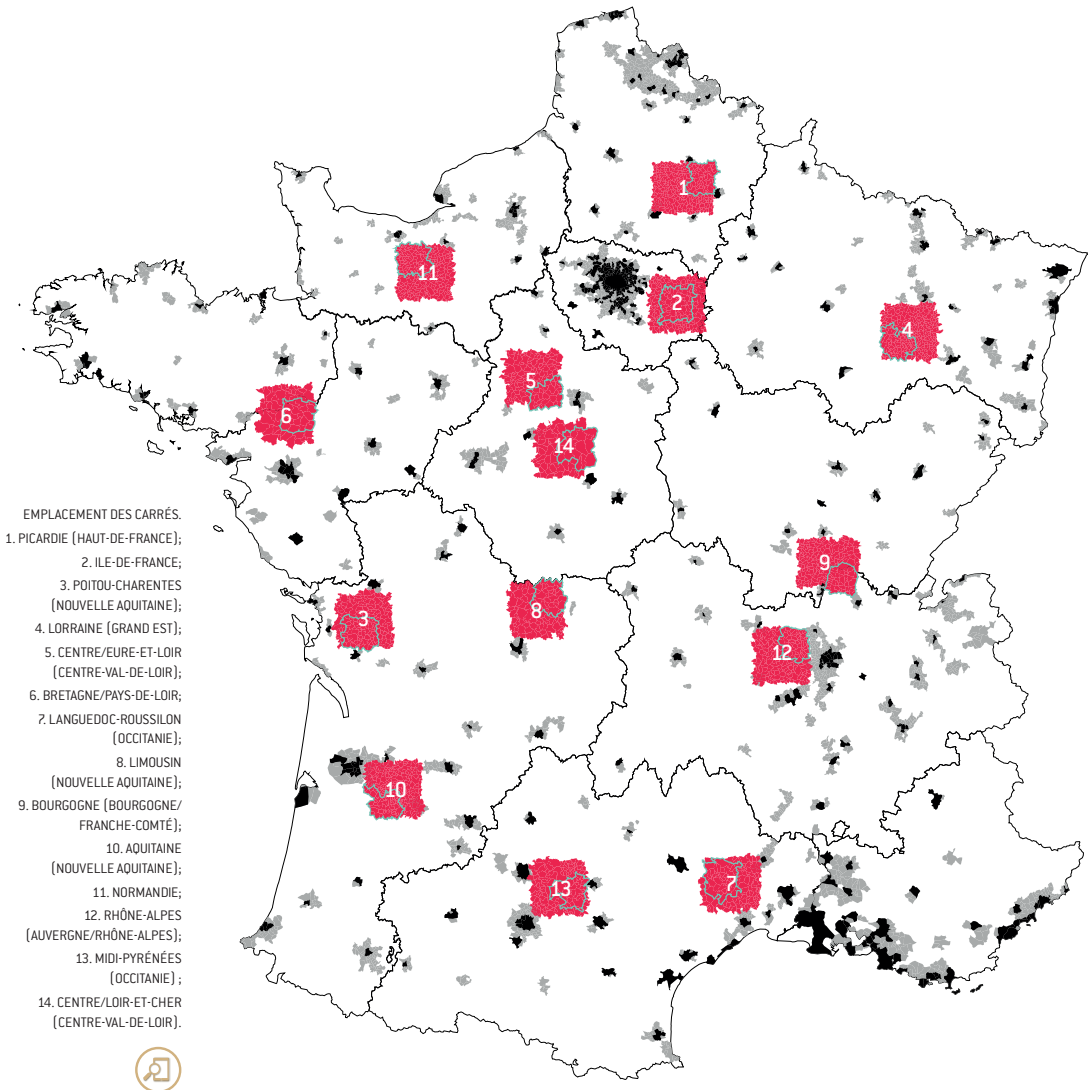 1
11
2
4
5
6
14
9
3
8
12
10
13
7
EMPLACEMENT DES CARRÉS.
1. PICARDIE (HAUT-DE-FRANCE);
2. ILE-DE-FRANCE;
3. POITOU-CHARENTES
(NOUVELLE AQUITAINE);
4. LORRAINE (GRAND EST);
5. CENTRE/EURE-ET-LOIR
(CENTRE-VAL-DE-LOIR);
6. BRETAGNE/PAYS-DE-LOIR;
7. LANGUEDOC-ROUSSILON
(OCCITANIE);
8. LIMOUSIN
(NOUVELLE AQUITAINE);
9. BOURGOGNE (BOURGOGNE/
FRANCHE-COMTÉ);
10. AQUITAINE
(NOUVELLE AQUITAINE);
11. NORMANDIE;
12. RHÔNE-ALPES
(AUVERGNE/RHÔNE-ALPES);
13. MIDI-PYRÉNÉES
(OCCITANIE) ;
14. CENTRE/LOIR-ET-CHER
(CENTRE-VAL-DE-LOIR).